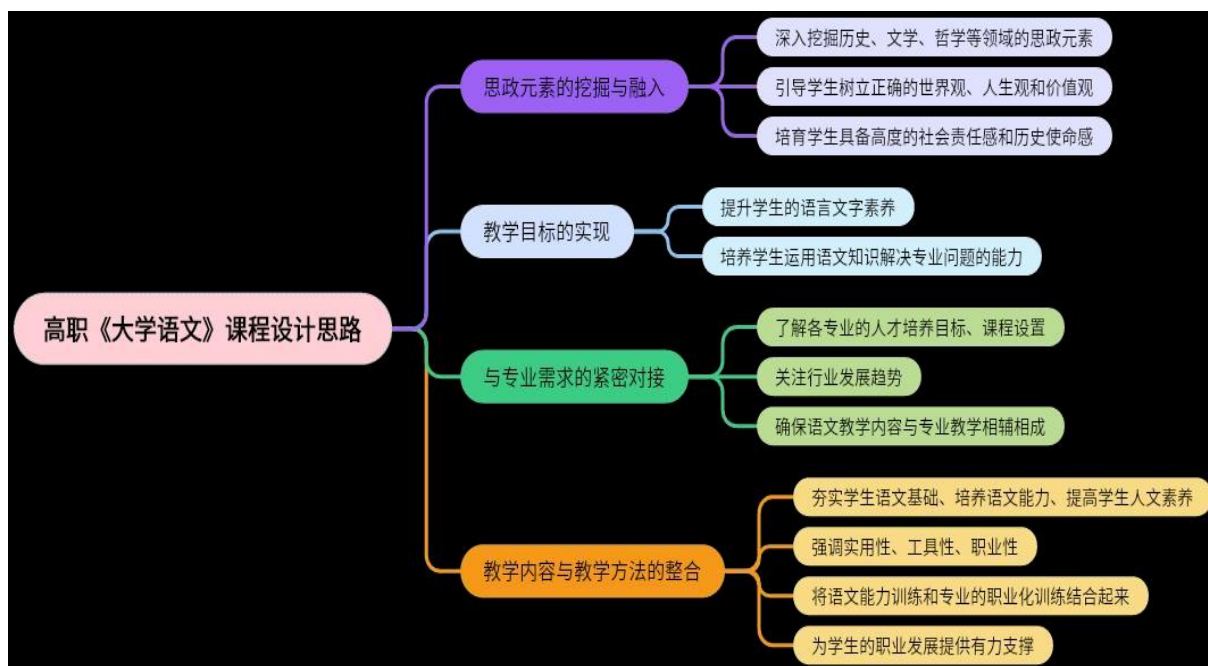 高职《大学语文》课程设计思路
思政元素的挖掘与融入
深入挖掘历史、文学、哲学等领域的思政元素
引导学生树立正确的世界观、人生观和价值观
培育学生具备高度的社会责任感和历史使命感
教学目标的实现
提升学生的语言文字素养
培养学生运用语文知识解决专业问题的能力
与专业需求的紧密对接
了解各专业的人才培养目标、课程设置
关注行业发展趋势
确保语文教学内容与专业教学相辅相成
教学内容与教学方法的整合
夯实学生语文基础、培养语文能力、提高学生人文素养
强调实用性、工具性、职业性
将语文能力训练和专业的职业化训练结合起来
为学生的职业发展提供有力支撑